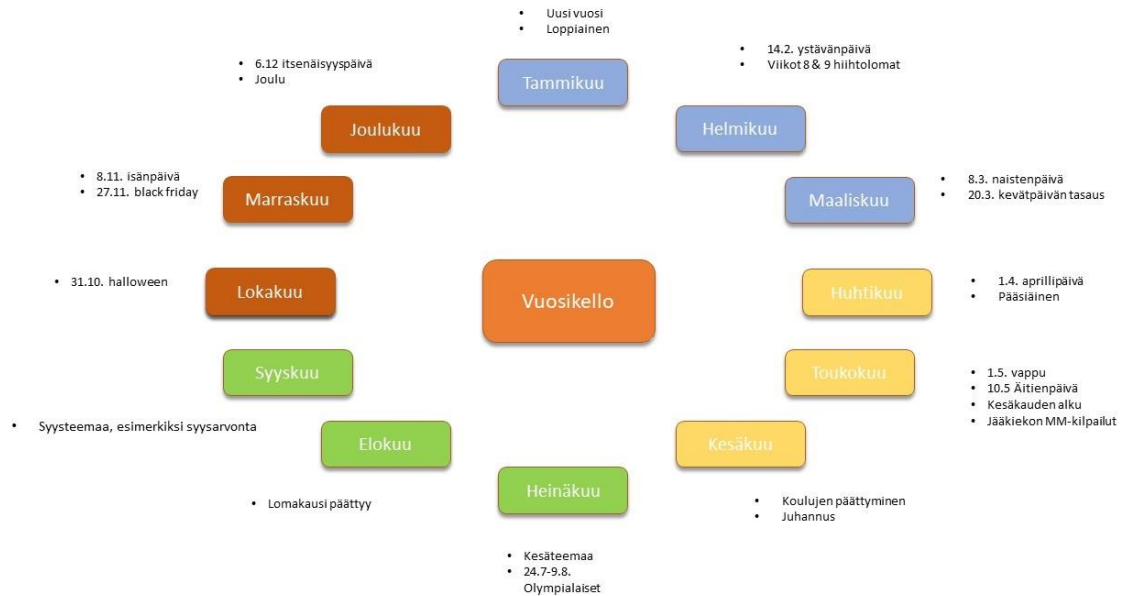 • Uusi vuosi
• Loppiainen
Tammikuu
• 14.2. ystävänpäivä
• Viikot 8 & 9 hiihtolomat
Helmikuu
• 8.3. naistenpäivä
• 20.3. kevätpäivän tasaus
Maaliskuu
• 1.4. aprillipäivä
• Pääsiäinen
Huhtikuu
• 1.5. vappu
• 10.5 Äitienpäivä
• Kesäkauden alku
• Jääkiekon MM-kilpailut
Toukokuu
• Koulujen päättyminen
• Juhannus
Kesäkuu
• Kesäteemaa
• 24.7-9.8.
Olympialaiset
Heinäkuu
• Lomakausi päättyy
Elokuu
• Syysteemaa, esimerkiksi syysarvonta
Syyskuu
• 31.10. halloween
Lokakuu
• 8.11. isänpäivä
• 27.11. black friday
Marraskuu
• 6.12 itsenäisyyspäivä
• Joulu
Joulukuu
Vuosikello